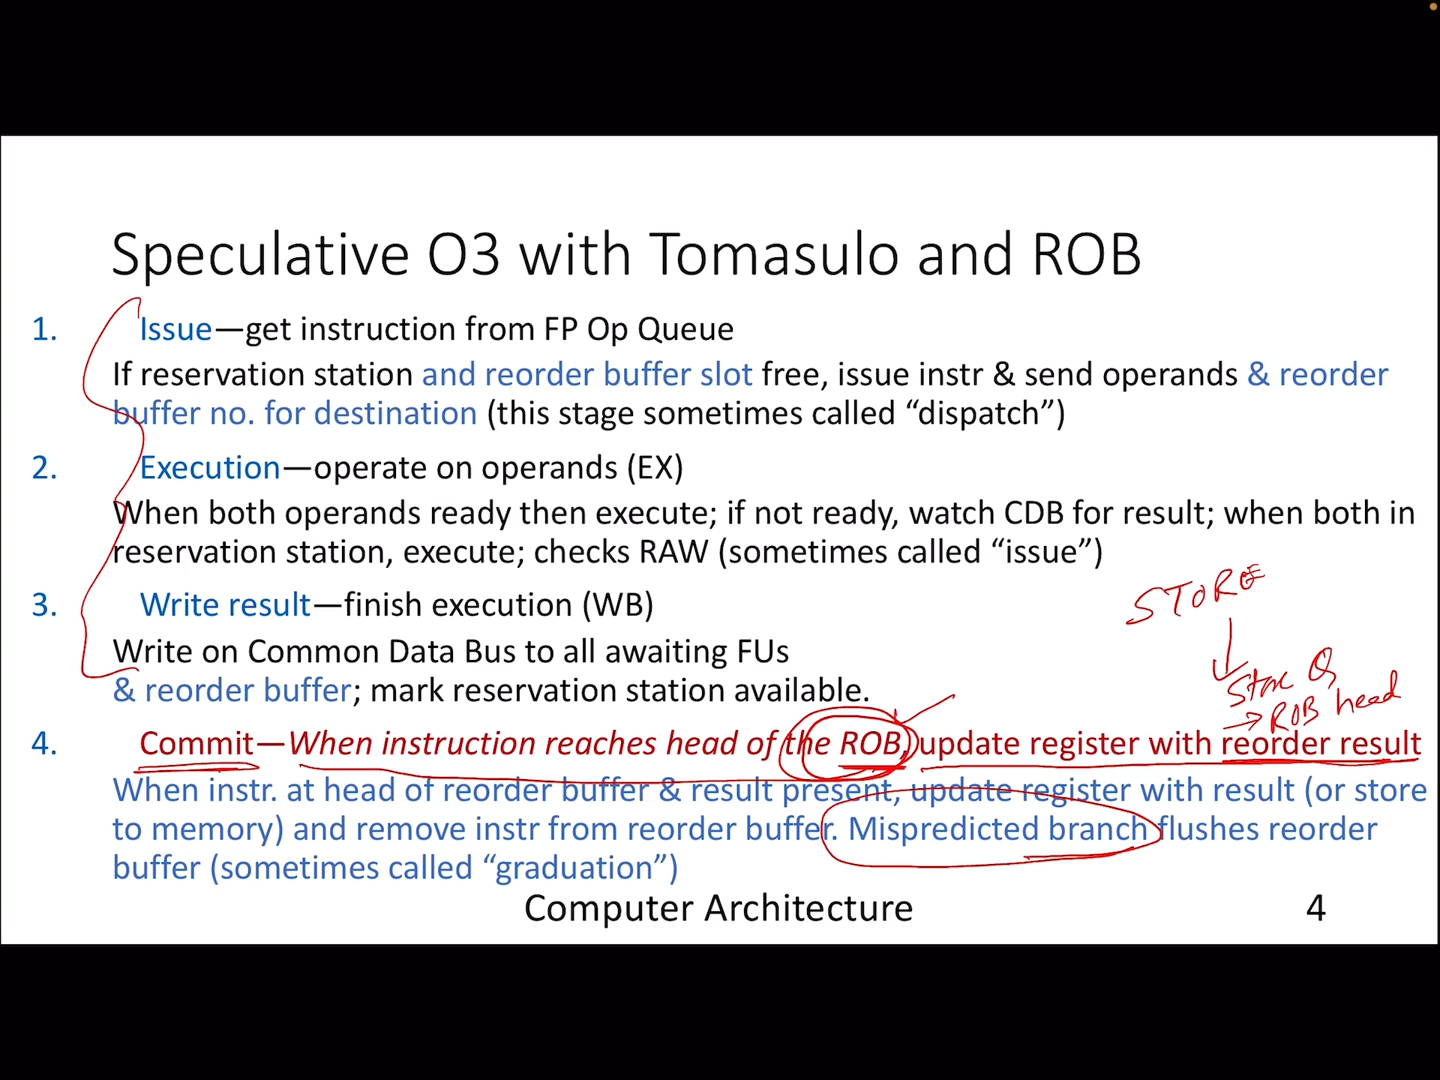 Speculative O3 with Tomasulo and ROB
1. Issue—get instruction from FP Op Queue
If reservation station and reorder buffer slot free, issue instr & send operands & reorder
buffer no. for destination (this stage sometimes called “dispatch”)
2. Execution—operate on operands (EX)
When both operands ready then execute; if not ready, watch CDB for result; when both in
reservation station, execute; checks RAW (sometimes called “issue”)
STORE
3. Write result—finish execution (WB)
Write on Common Data Bus to all awaiting FUs
Store Q
& reorder buffer; mark reservation station available.
→ ROB head
4. Commit—When instruction reaches head of the ROB, update register with reorder result
When instr. at head of reorder buffer & result present, update register with result (or store
to memory) and remove instr from reorder buffer. Mispredicted branch flushes reorder
buffer (sometimes called “graduation”)
Computer Architecture 4